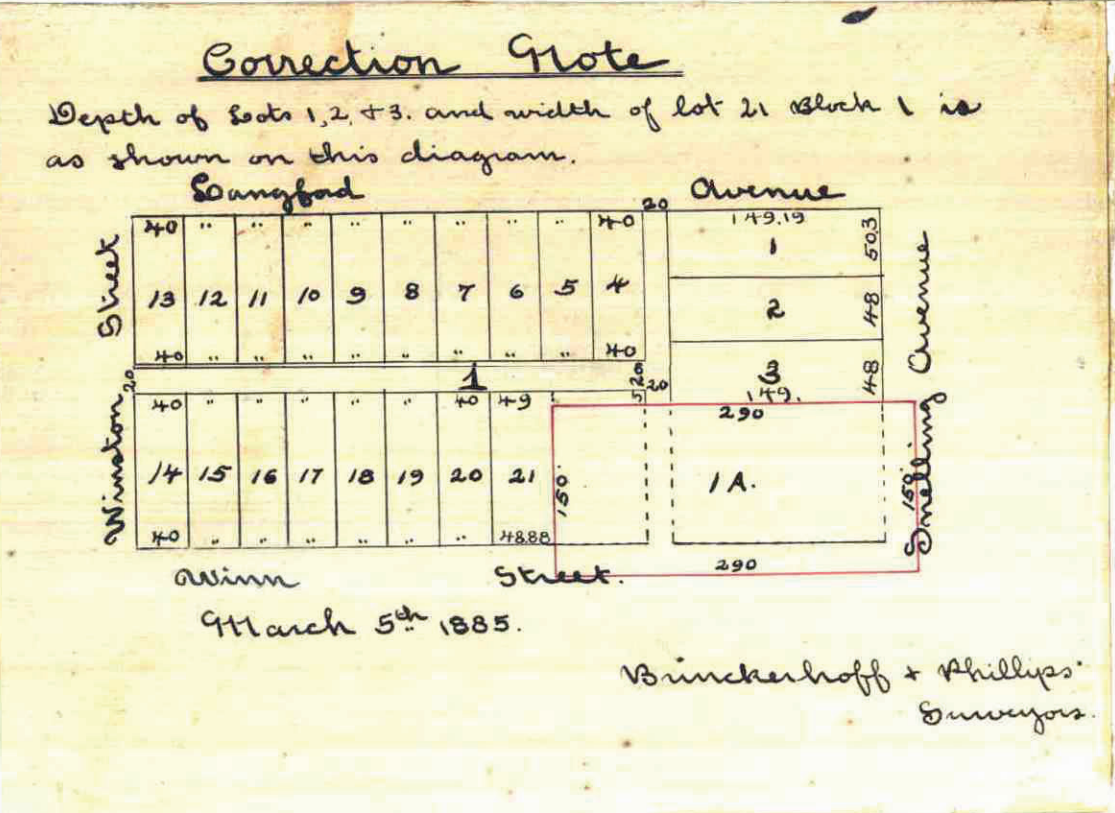 Correction Note
Depth of Lots 1, 2, + 3. and width of lot 21 Block 1 is
as shown on this diagram.
Langford Avenue
20
40 " " " " " " " " 40 149.19
Street
13 12 11 10 9 8 7 6 5 4
1 50.3
2 48
3 48
149.
Snelling Avenue
40 " " " " " " " " 40
1
20 20 20
Winston
40 " " " " " 40 49 5
290
14 15 16 17 18 19 20 21 150 1A. 150
40 " " " " " " 48.88
290
Winn Street.
March 5th 1885.
Brinckerhoff + Phillips
Surveyors.